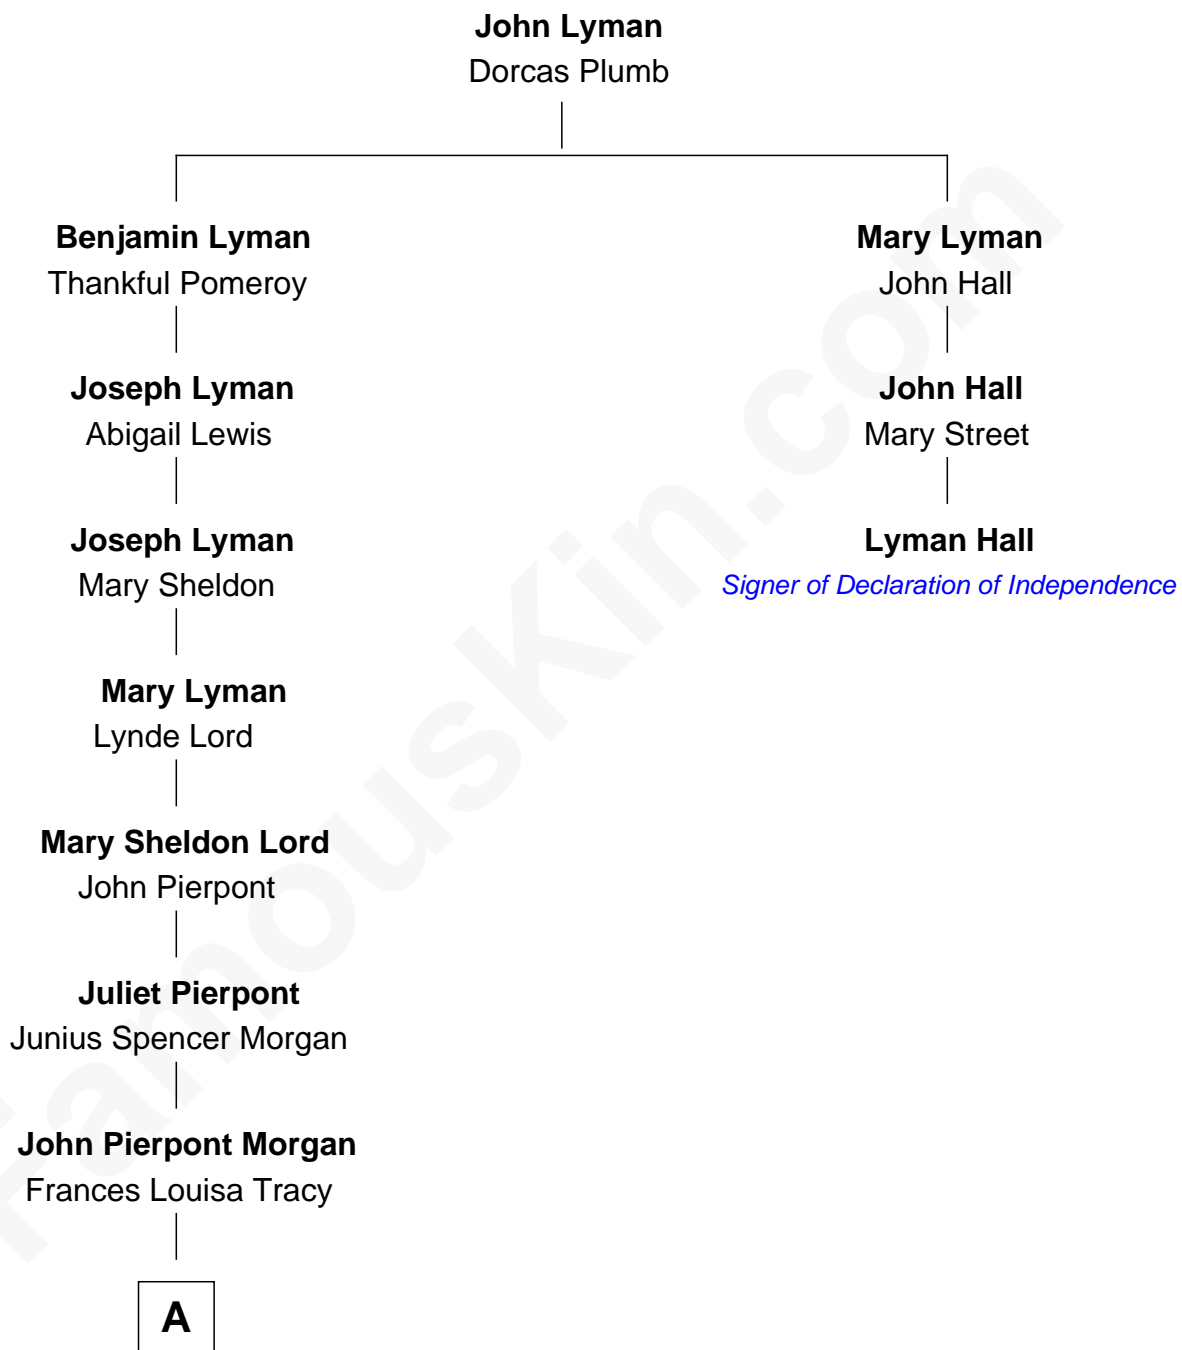 John Lyman
Dorcas Plumb
Benjamin Lyman
Thankful Pomeroy
Mary Lyman
John Hall
Joseph Lyman
Abigail Lewis
John Hall
Mary Street
Joseph Lyman
Mary Sheldon
Lyman Hall
Signer of Declaration of Independence
Mary Lyman
Lynde Lord
Mary Sheldon Lord
John Pierpont
Juliet Pierpont
Junius Spencer Morgan
John Pierpont Morgan
Frances Louisa Tracy
A
FamousKin.com